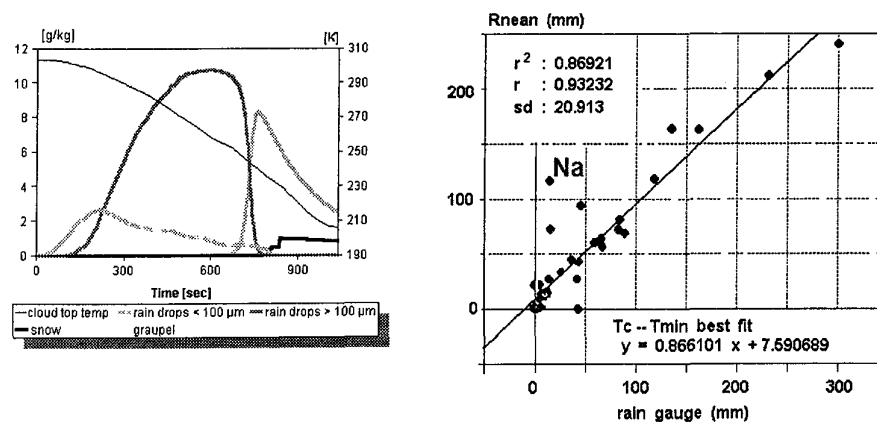 [g/kg] [K]
12 310
10 290
8 270
6 250
4 230
2 210
0 190
0 300 600 900
Time [sec]
cloud top temp rain drops < 100 µm rain drops > 100 µm
snow graupel
Rnean (mm)
r² : 0.86921
r : 0.93232
sd : 20.913
200
Na
100
0
Tc -- Tmin best fit
y = 0.866101 x + 7.590689
0 100 200 300
rain gauge (mm)